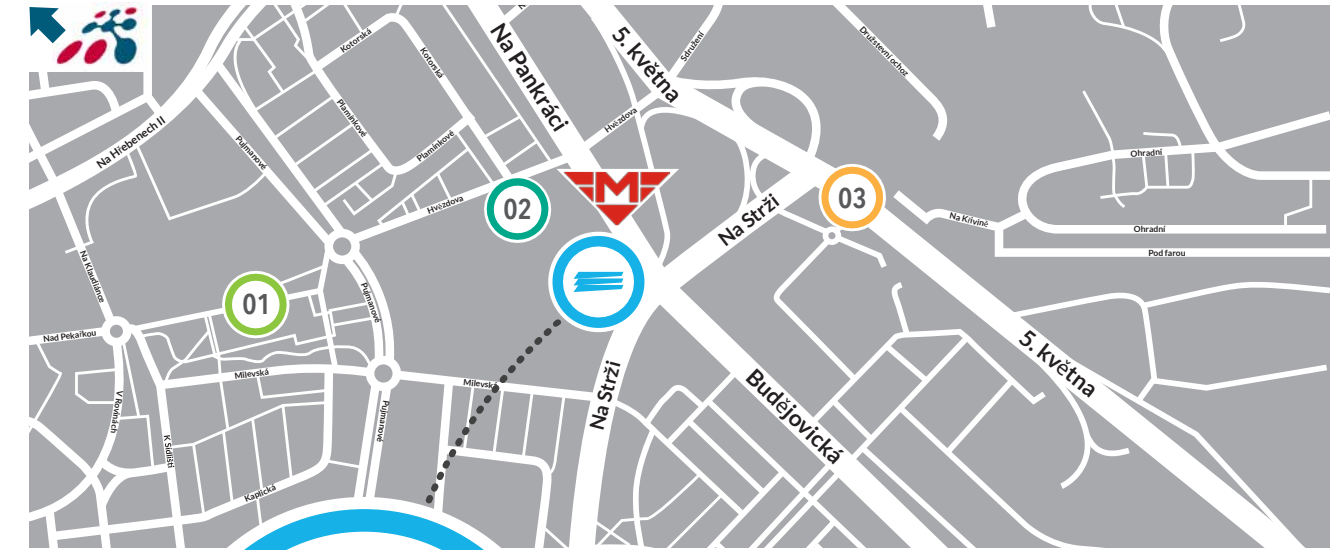 Kotorská
Kotorská
Na Pankráci
5. května
Sdružení
Družstevní ochoz
Plamínkové
Plamínkové
Hvězdova
Na Hřebenech II
Pujmanové
Ohradní
M
Hvězdova
02
03
Na Strži
Na Křivině
Ohradní
Pod farou
Na Klaudiánce
01
Pujmanové
Nad Pekařkou
5. května
Milevská
Milevská
Na Strži
Budějovická
V Rovinách
Pujmanové
K Sídlišti
Kaplická